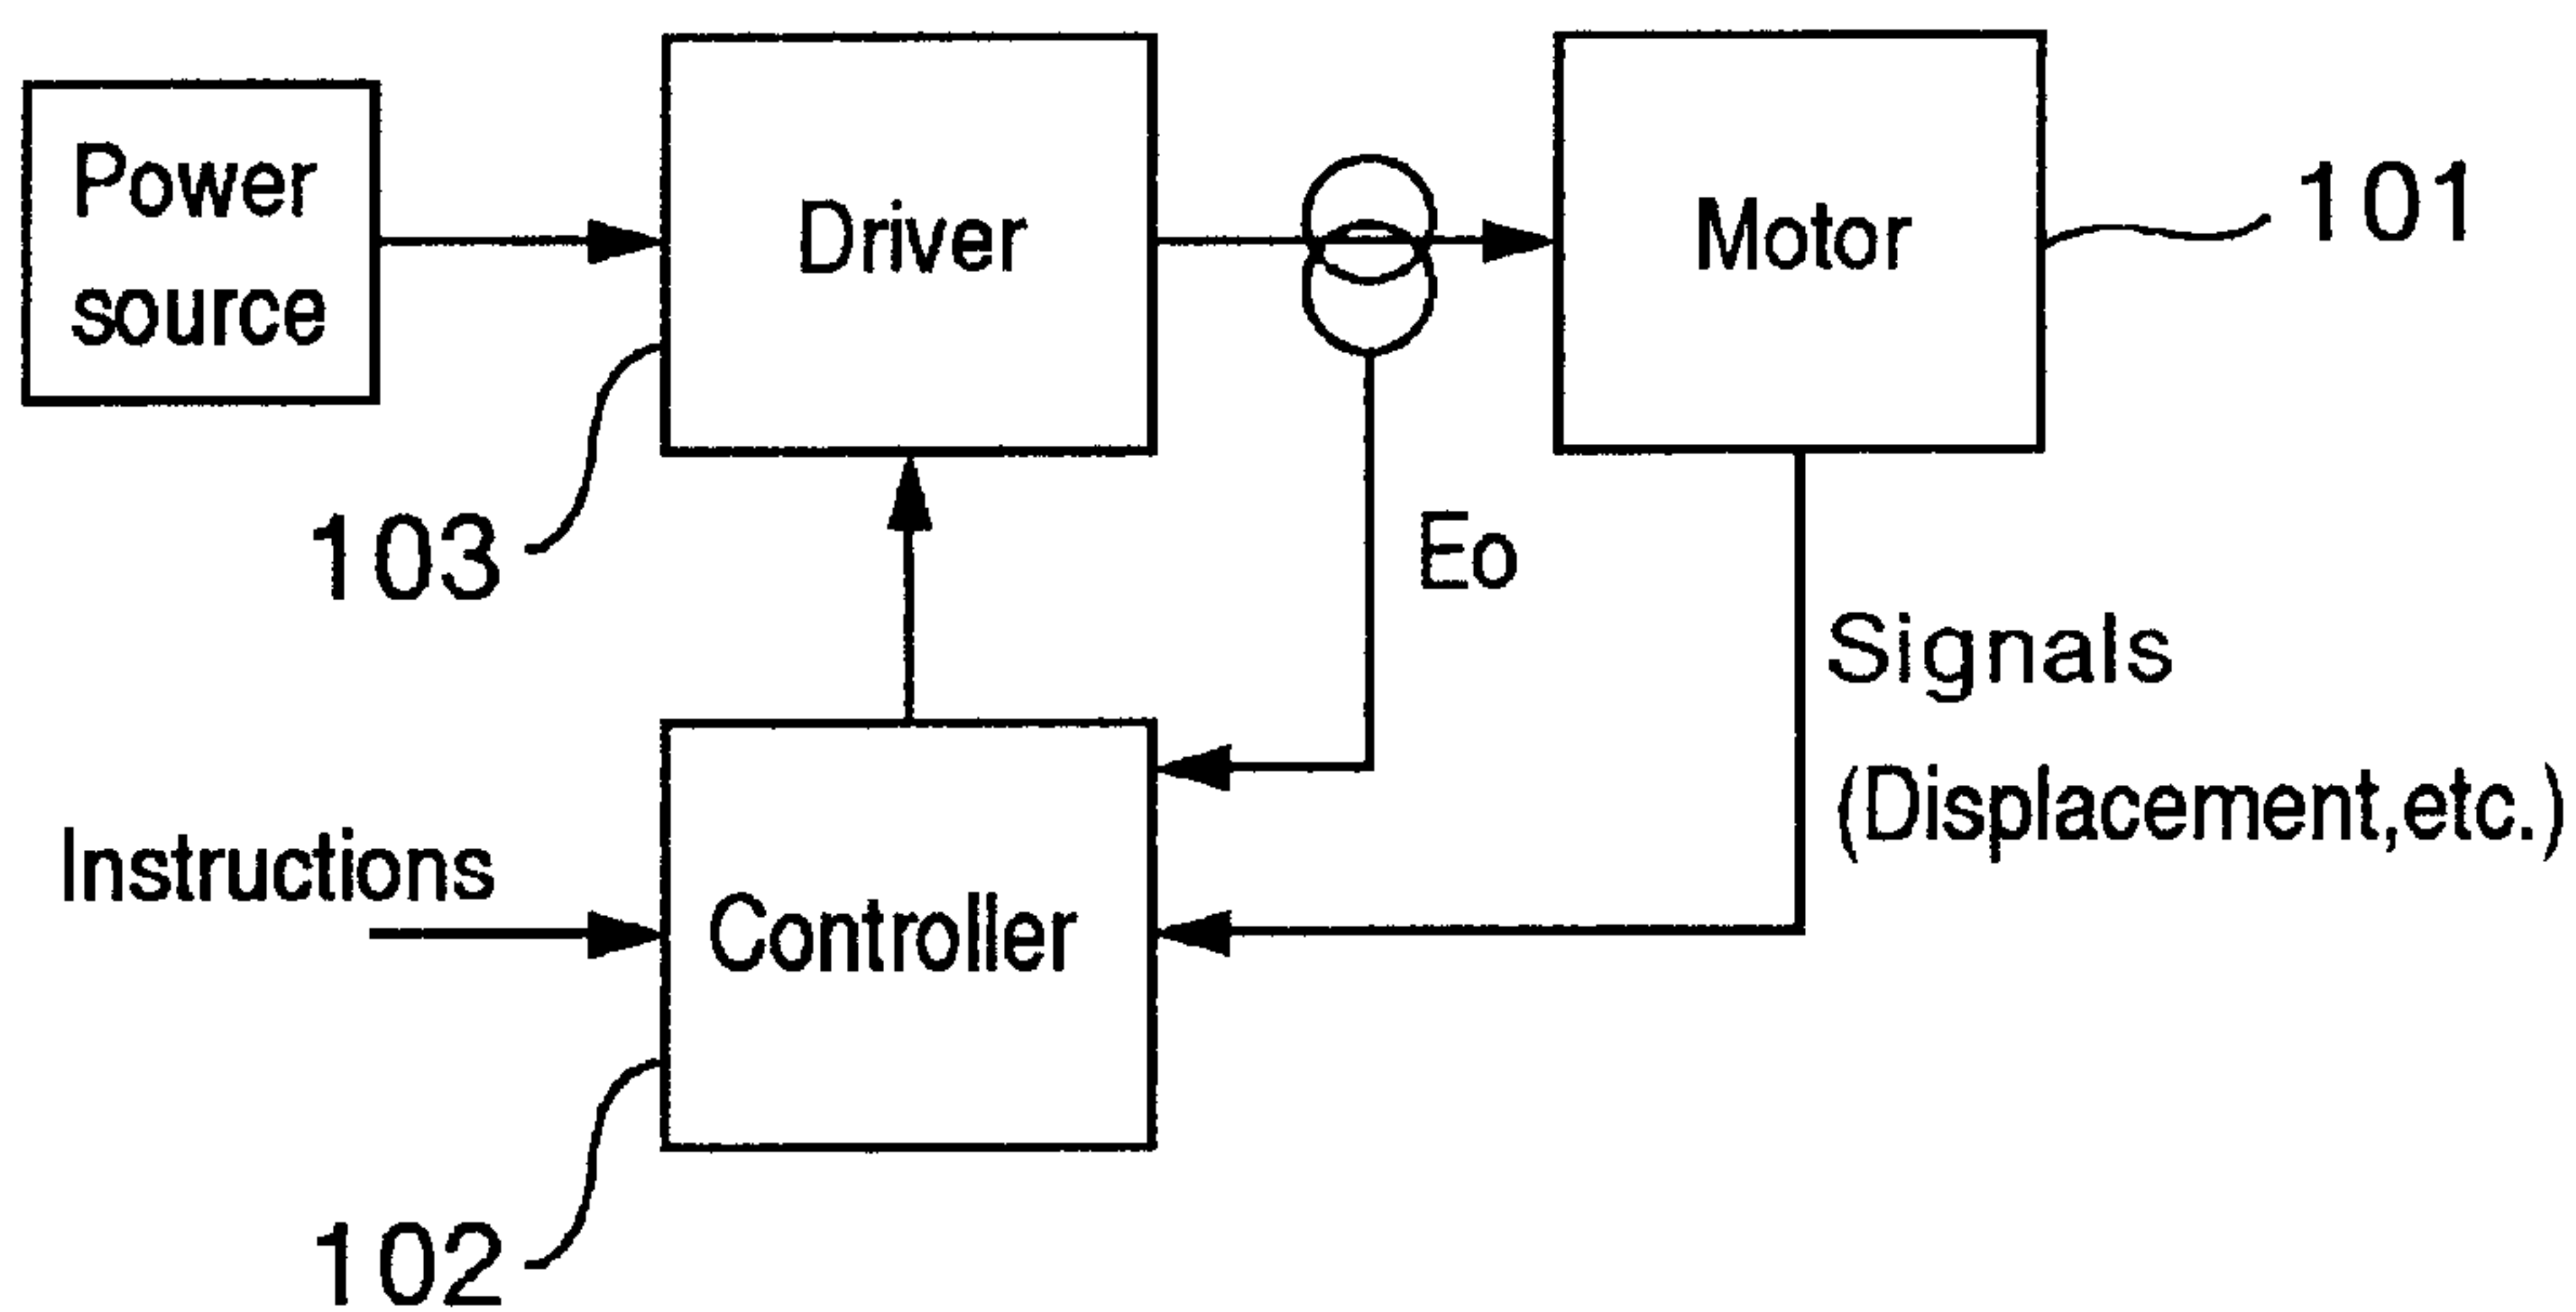 Power
source
Driver
Motor
101
103
Eo
Signals
(Displacement,etc.)
Instructions
Controller
102